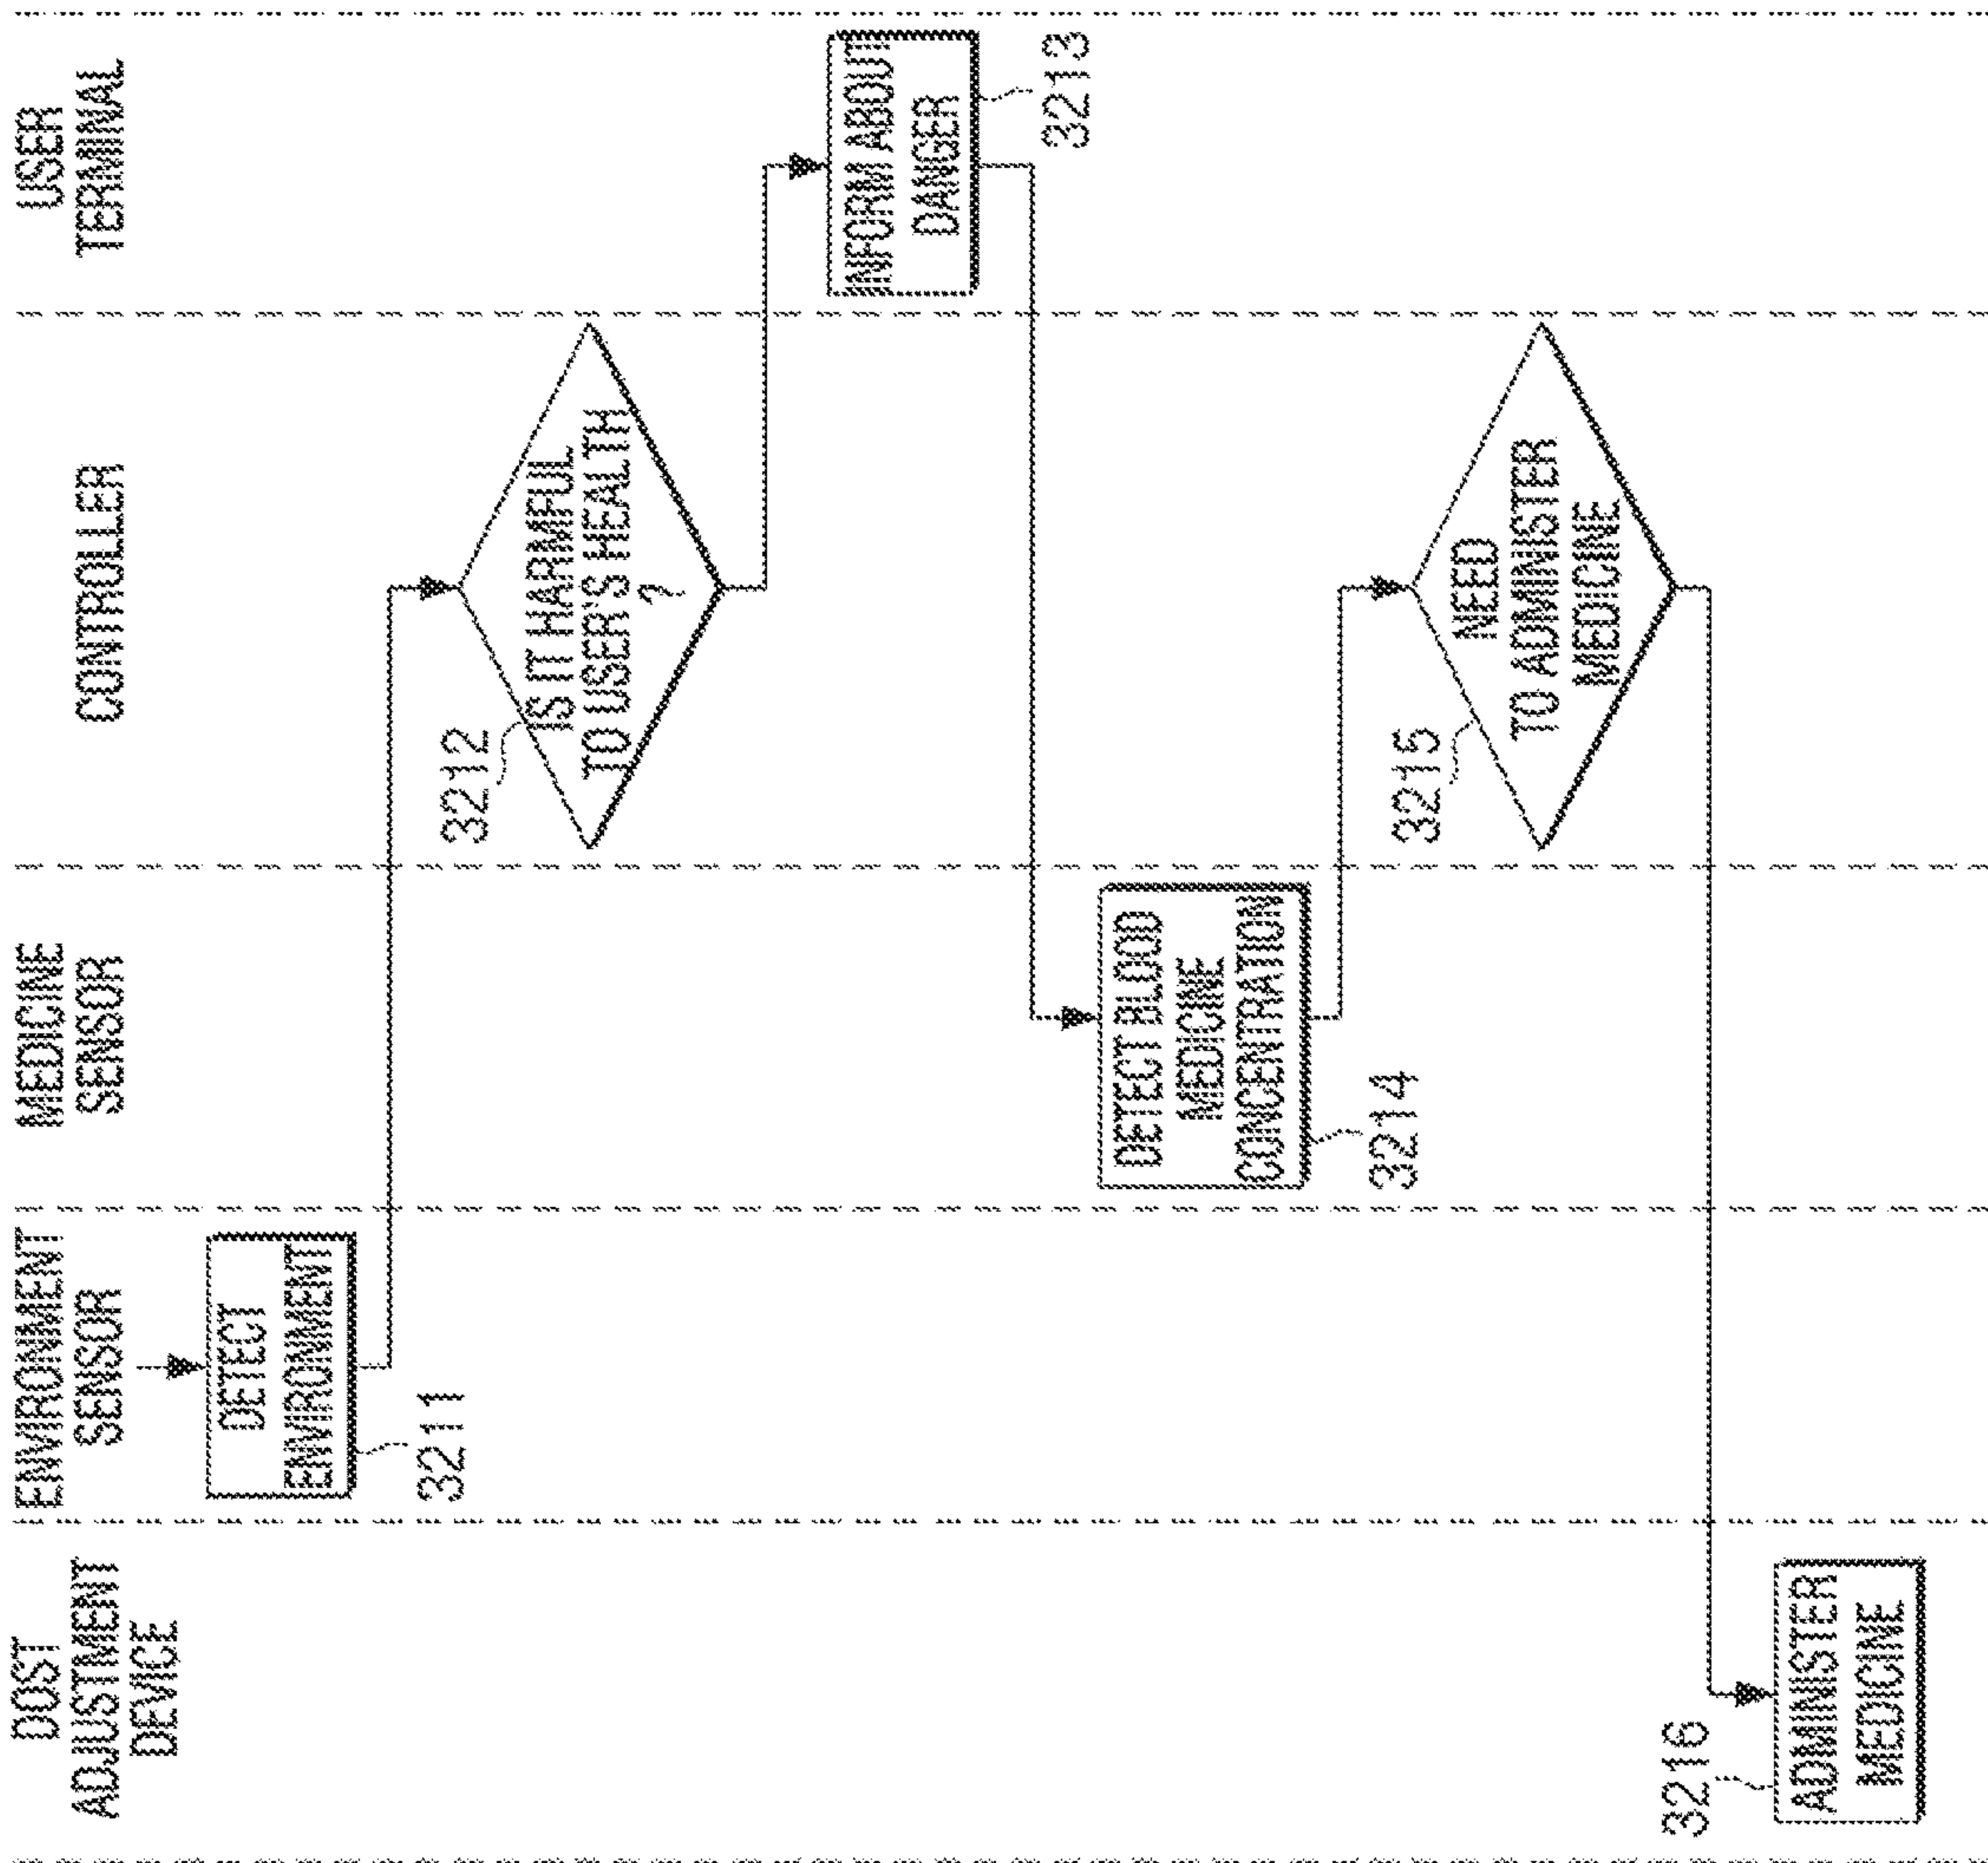 DOST
ADJUSTMENT
DEVICE
ENVIRONMENT
SENSOR
MEDICINE
SENSOR
CONTROLLER
USER
TERMINAL
DETECT
ENVIRONMENT
3211
3212
IS IT HARMFUL
TO USER'S HEALTH
?
INFORM ABOUT
DANGER
3213
DETECT BLOOD
MEDICINE
CONCENTRATION
3214
3215
NEED
TO ADMINISTER
MEDICINE
3216
ADMINISTER
MEDICINE